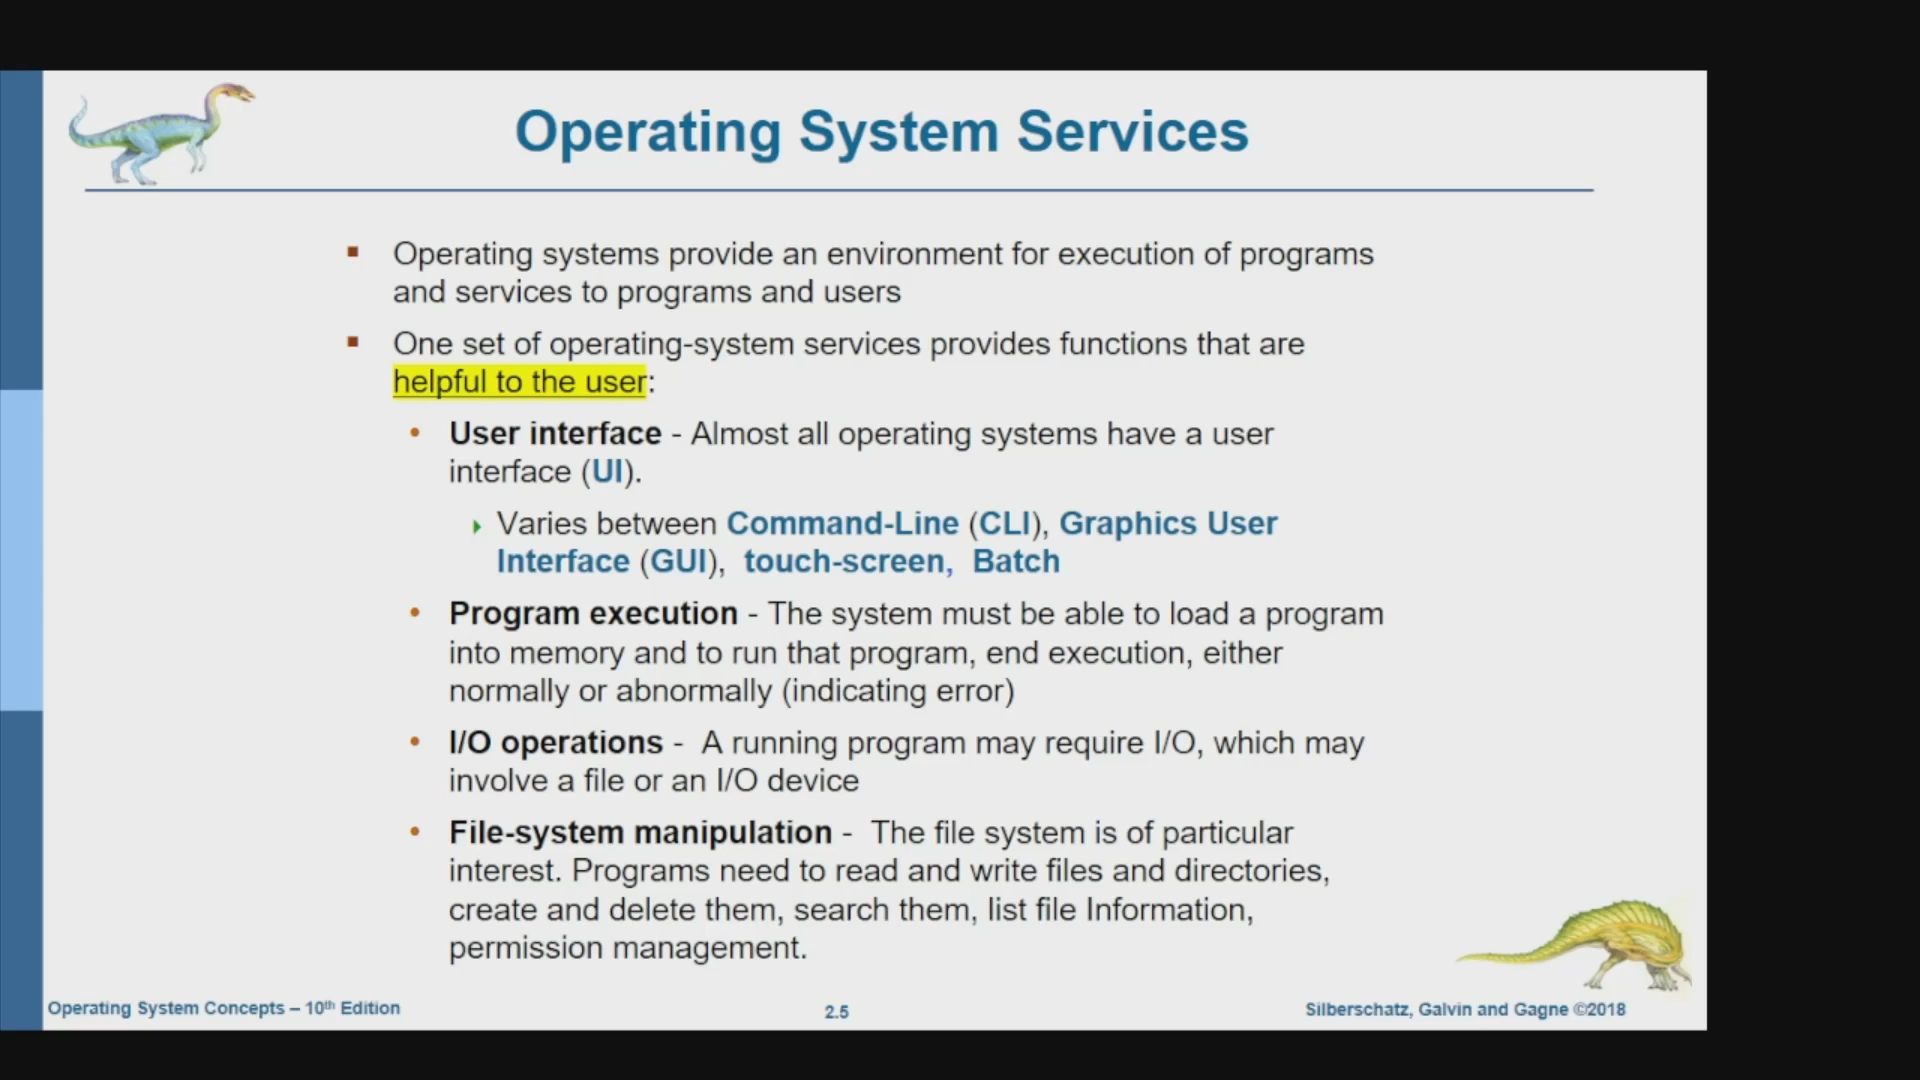 Operating System Services
▪ Operating systems provide an environment for execution of programs
and services to programs and users
▪ One set of operating-system services provides functions that are
helpful to the user:
• User interface - Almost all operating systems have a user
interface (UI).
Varies between Command-Line (CLI), Graphics User
Interface (GUI), touch-screen, Batch
• Program execution - The system must be able to load a program
into memory and to run that program, end execution, either
normally or abnormally (indicating error)
• I/O operations - A running program may require I/O, which may
involve a file or an I/O device
• File-system manipulation - The file system is of particular
interest. Programs need to read and write files and directories,
create and delete them, search them, list file Information,
permission management.
Operating System Concepts – 10th Edition
2.5
Silberschatz, Galvin and Gagne ©2018